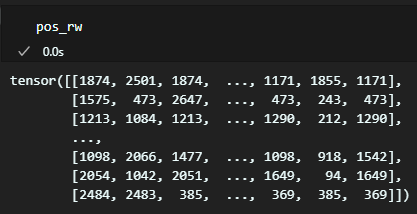 pos_rw
✓ 0.0s
tensor([[1874, 2501, 1874,  ..., 1171, 1855, 1171],
        [1575,  473, 2647,  ...,  473,  243,  473],
        [1213, 1084, 1213,  ..., 1290,  212, 1290],
        ...,
        [1098, 2066, 1477,  ..., 1098,  918, 1542],
        [2054, 1042, 2051,  ..., 1649,   94, 1649],
        [2484, 2483,  385,  ...,  369,  385,  369]])